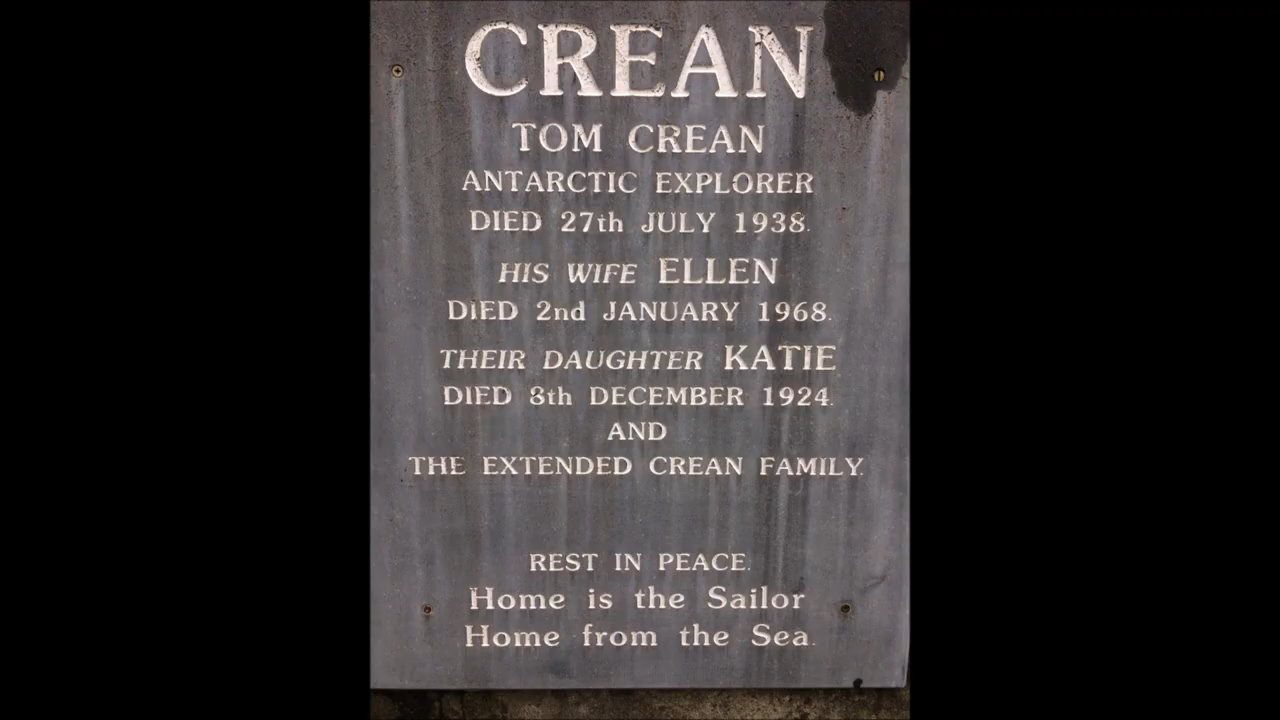 CREAN
TOM CREAN
ANTARCTIC EXPLORER
DIED 27th JULY 1938.
HIS WIFE ELLEN
DIED 2nd JANUARY 1968.
THEIR DAUGHTER KATIE
DIED 8th DECEMBER 1924.
AND
THE EXTENDED CREAN FAMILY.
REST IN PEACE.
Home is the Sailor
Home from the Sea.